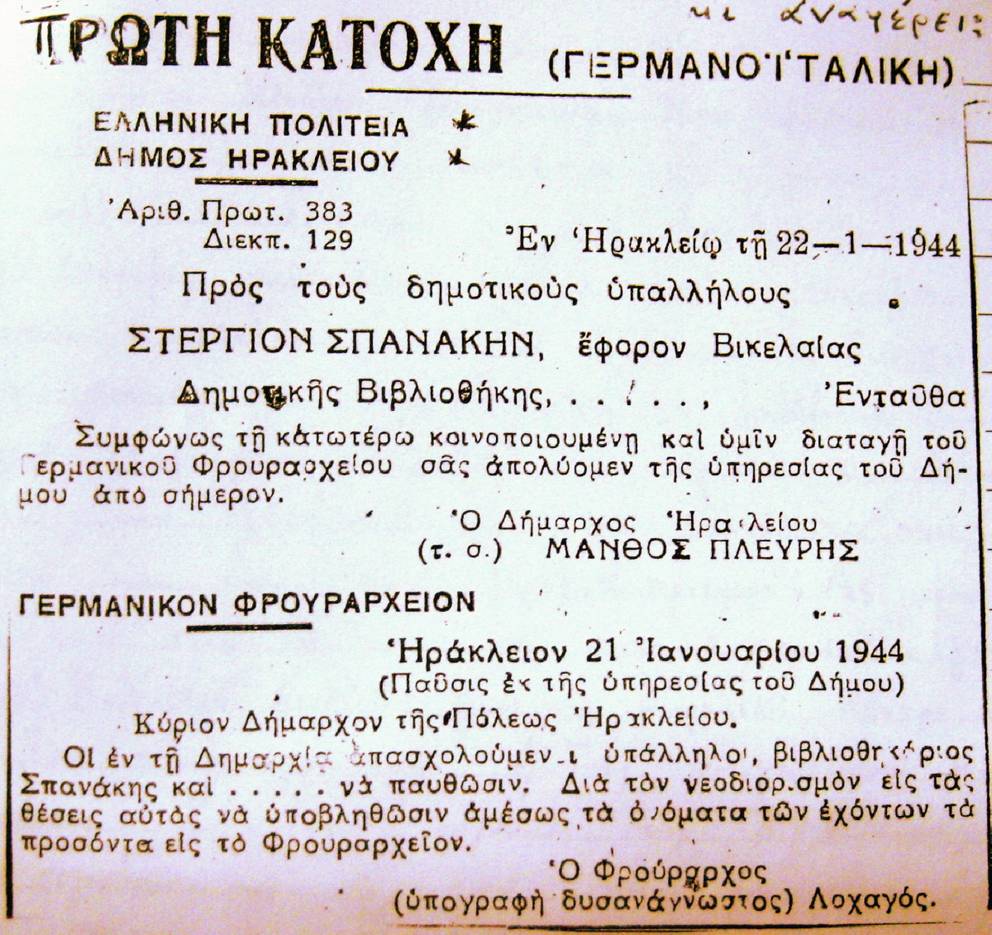 κι ἀναφέρει:
ΠΡΩΤΗ ΚΑΤΟΧΗ (ΓΕΡΜΑΝΟ·Ι·ΤΑΛΙΚΗ)
ΕΛΛΗΝΙΚΗ ΠΟΛΙΤΕΙΑ *
ΔΗΜΟΣ ΗΡΑΚΛΕΙΟΥ *
Ἀριθ. Πρωτ. 383
Διεκπ. 129
Ἐν Ἡρακλείῳ τῇ 22—1—1944
Πρὸς τοὺς δημοτικοὺς ὑπαλλήλους
ΣΤΕΡΓΙΟΝ ΣΠΑΝΑΚΗΝ, ἔφορον Βικελαίας
Δημοτικῆς Βιβλιοθήκης, . . . . . , Ἐνταῦθα
Συμφώνως τῇ κατωτέρω κοινοποιουμένῃ καὶ ὑμῖν διαταγῇ τοῦ
Γερμανικοῦ Φρουραρχείου σᾶς ἀπολύομεν τῆς ὑπηρεσίας τοῦ Δή-
μου ἀπὸ σήμερον.
Ὁ Δήμαρχος Ἡρακλείου
(τ. σ.) ΜΑΝΘΟΣ ΠΛΕΥΡΗΣ
ΓΕΡΜΑΝΙΚΟΝ ΦΡΟΥΡΑΡΧΕΙΟΝ
Ἡράκλειον 21 Ἰανουαρίου 1944
(Παῦσις ἐκ τῆς ὑπηρεσίας τοῦ Δήμου)
Κύριον Δήμαρχον τῆς Πόλεως Ἡρακλείου.
Οἱ ἐν τῇ Δημαρχίᾳ ἀπασχολούμενοι ὑπάλληλοι, βιβλιοθηκάριος
Σπανάκης καὶ . . . . . νὰ παυθῶσιν. Διὰ τὸν νεοδιορισμόν εἰς τὰς
θέσεις αὐτὰς νὰ ὑποβληθῶσιν ἀμέσως τὰ ὀνόματα τῶν ἐχόντων τὰ
προσόντα εἰς τὸ Φρουραρχεῖον.
Ὁ Φρούραρχος
(ὑπογραφὴ δυσανάγνωστος) Λοχαγός.